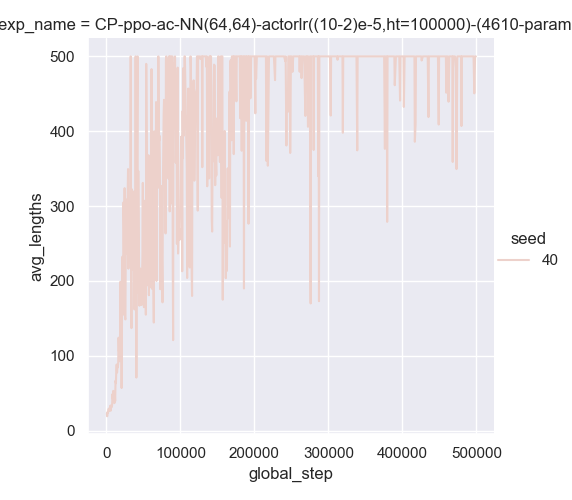 exp_name = CP-ppo-ac-NN(64,64)-actorlr((10-2)e-5,ht=100000)-(4610-param
500
400
300
200
100
0
avg_lengths
0 100000 200000 300000 400000 500000
global_step
seed
40